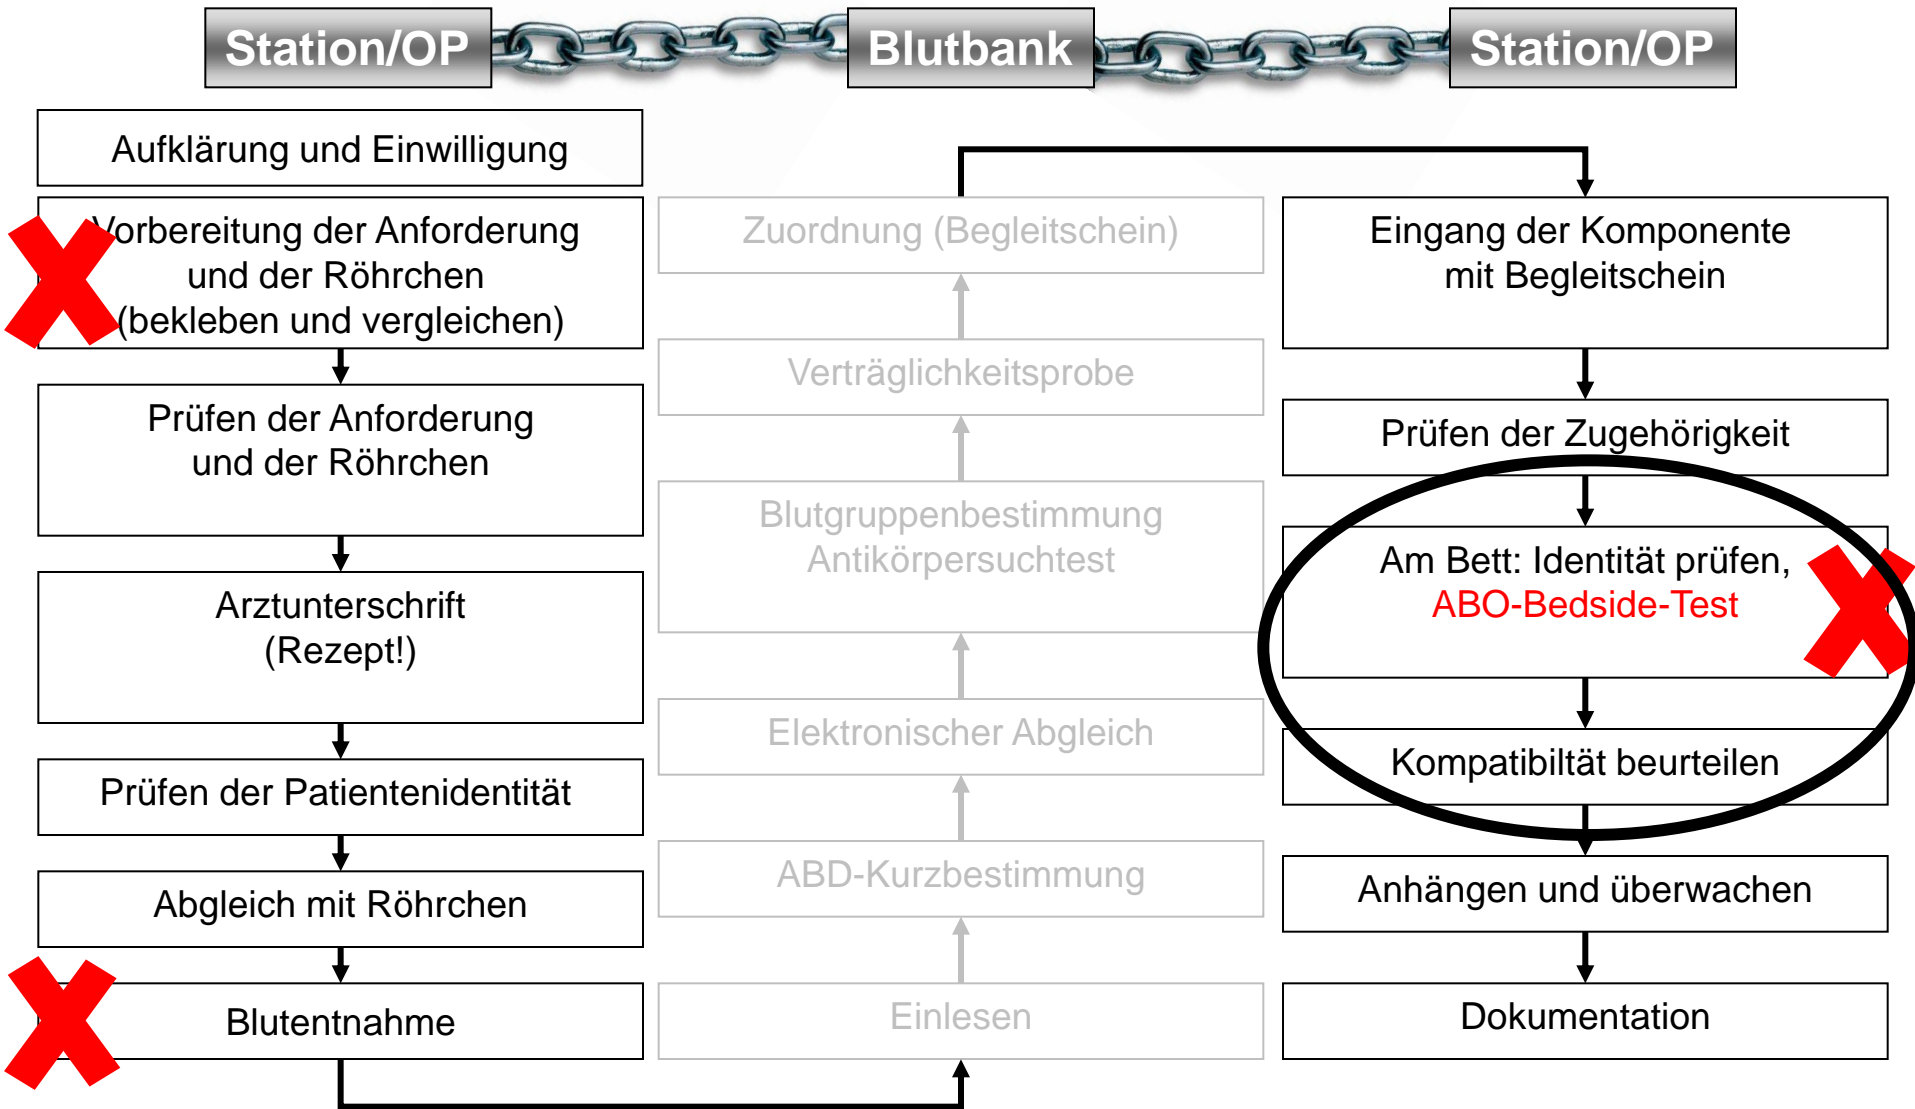 Station/OP
Blutbank
Station/OP
Aufklärung und Einwilligung
Vorbereitung der Anforderung
und der Röhrchen
(bekleben und vergleichen)
Prüfen der Anforderung
und der Röhrchen
Arztunterschrift
(Rezept!)
Prüfen der Patientenidentität
Abgleich mit Röhrchen
Blutentnahme
Zuordnung (Begleitschein)
Verträglichkeitsprobe
Blutgruppenbestimmung
Antikörpersuchtest
Elektronischer Abgleich
ABD-Kurzbestimmung
Einlesen
Eingang der Komponente
mit Begleitschein
Prüfen der Zugehörigkeit
Am Bett: Identität prüfen,
ABO-Bedside-Test
Kompatibiltät beurteilen
Anhängen und überwachen
Dokumentation